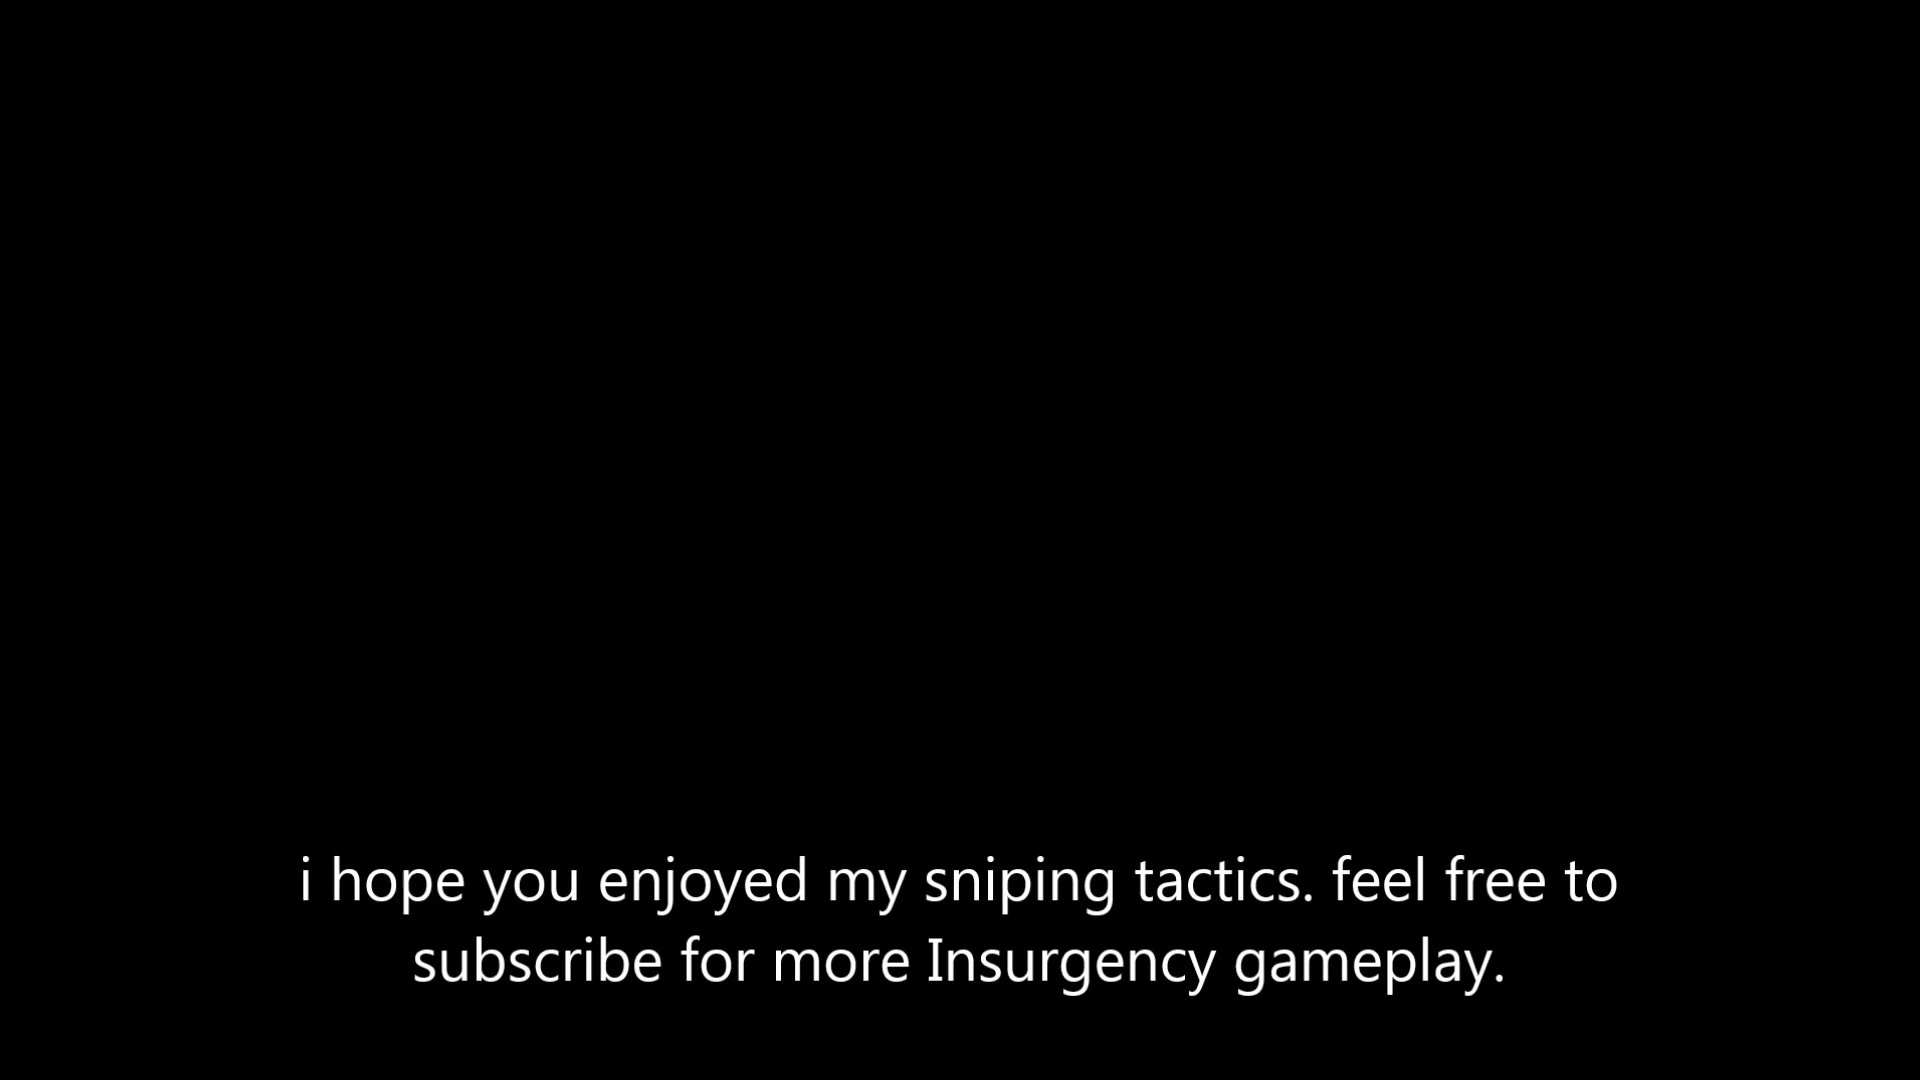 i hope you enjoyed my sniping tactics. feel free to
subscribe for more Insurgency gameplay.